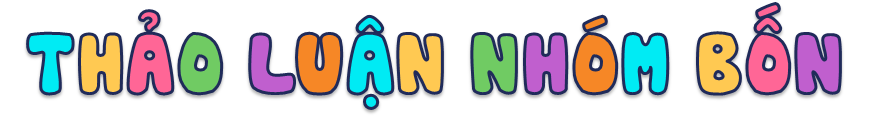 THẢO LUẬN NHÓM BỐN